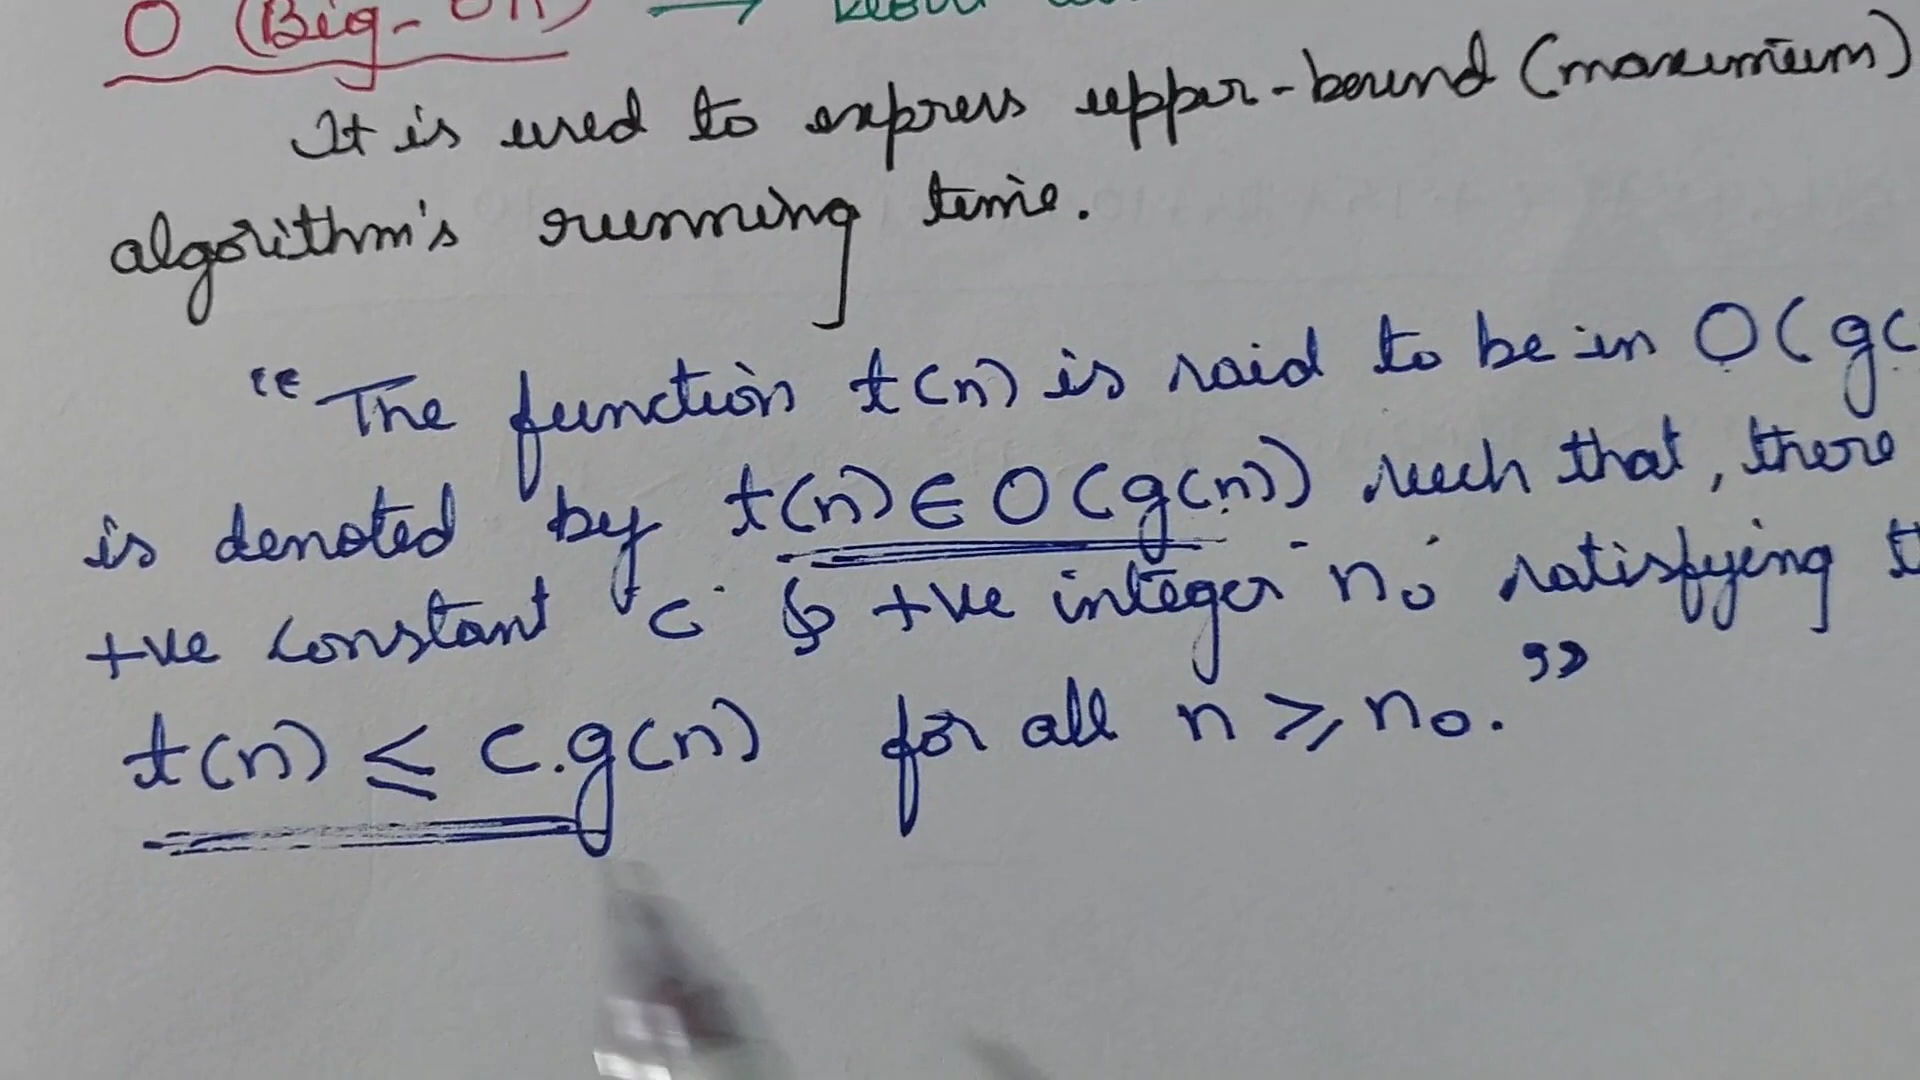 O (Big-Oh) →
It is used to express upper-bound (maximum)
algorithm's running time.
"The function t(n) is said to be in O(g(
is denoted by t(n) ∈ O(g(n)) such that, there
+ve constant 'c' & +ve integer 'n₀' satisfying
t(n) ≤ c.g(n) for all n ≥ n₀."